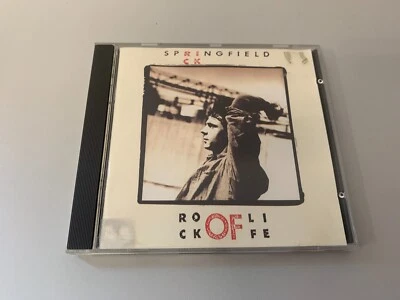 SPRINGFIELD
CK
RO OF LI
CK FE